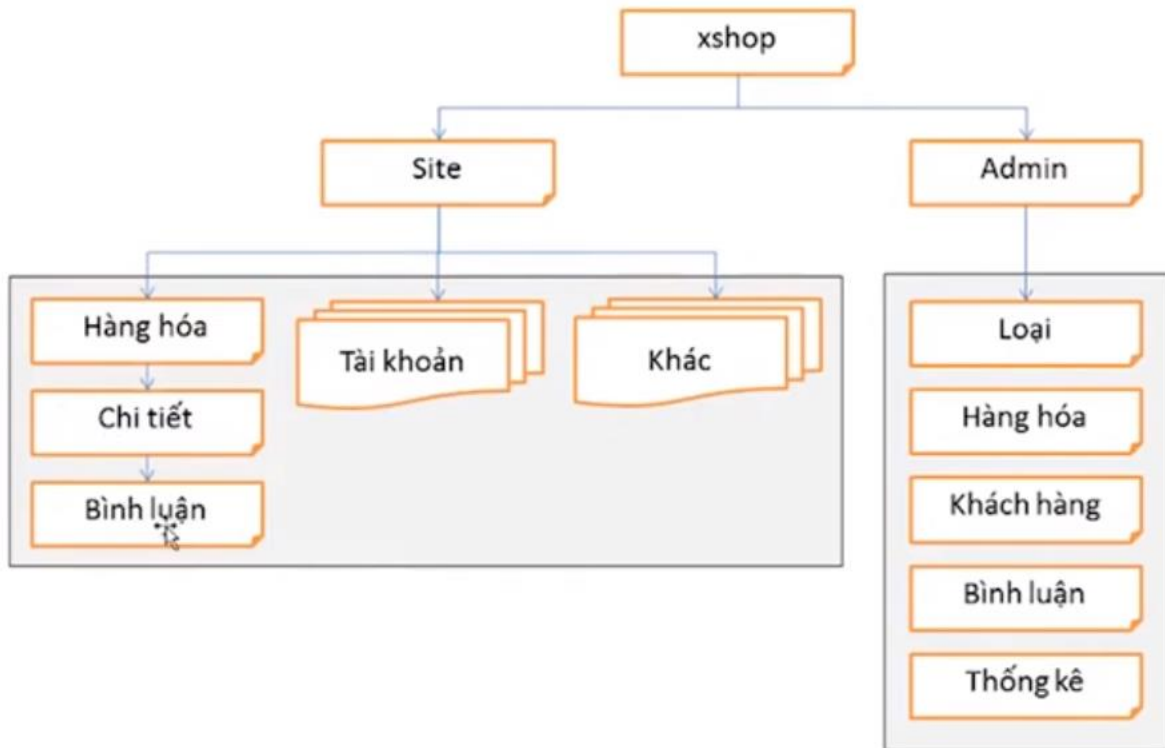 xshop
Site
Admin
Hàng hóa
Tài khoản
Khác
Chi tiết
Bình luận
Loại
Hàng hóa
Khách hàng
Bình luận
Thống kê